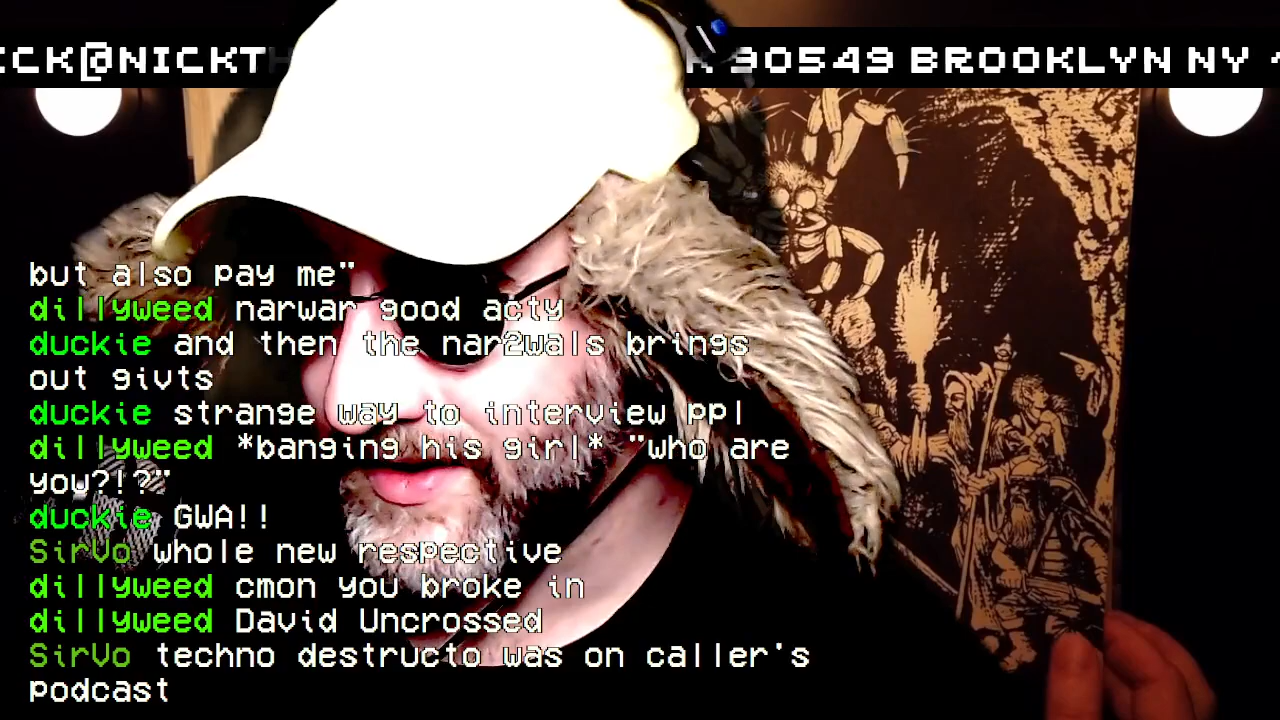 ICK@NICKT 90549 BROOKLYN NY
but also pay me"
dillyweed narwar good acty
duckie and then the nar2wals brings
out givts
duckie strange way to interview ppl
dillyweed *banging his girl* "who are
you?!?"
duckie GWA!!
SirVo whole new respective
dillyweed cmon you broke in
dillyweed David Uncrossed
SirVo techno destructo was on caller's
podcast